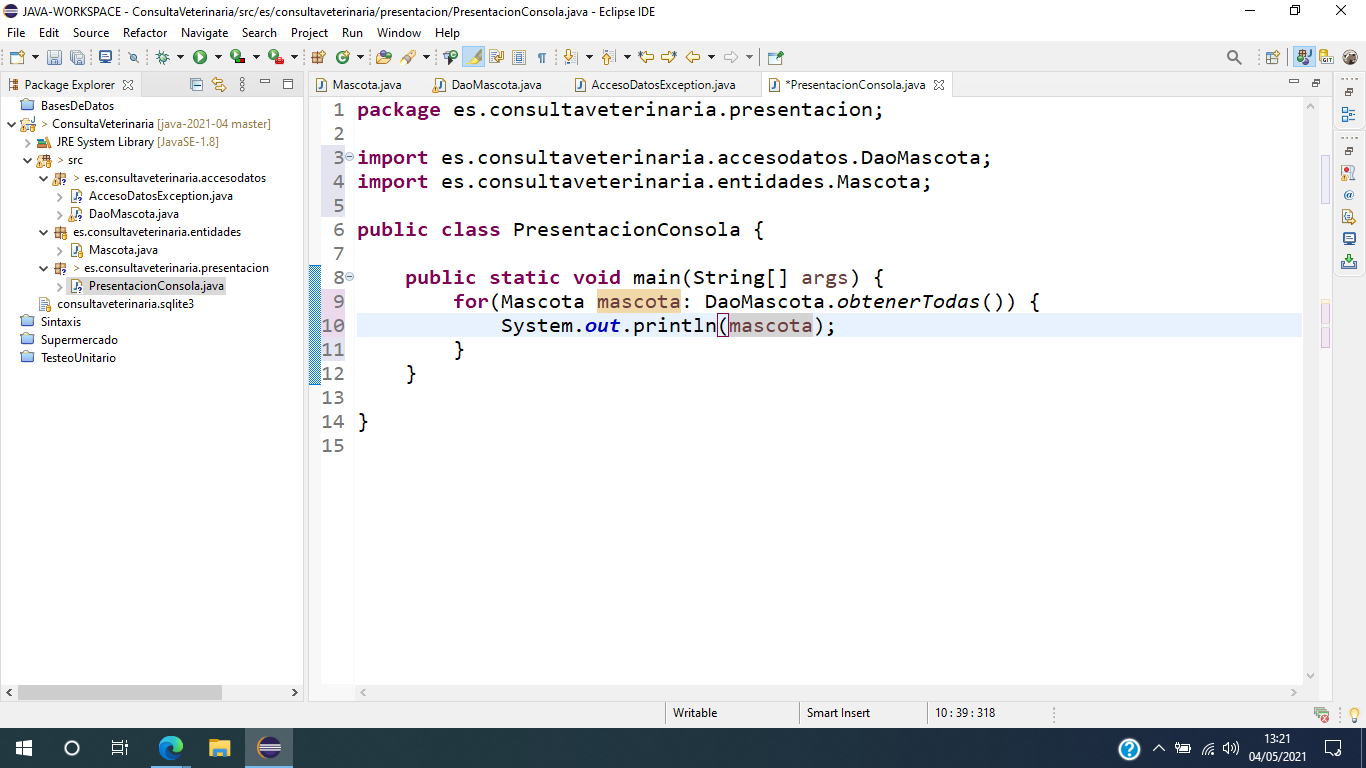 JAVA-WORKSPACE - ConsultaVeterinaria/src/es/consultaveterinaria/presentacion/PresentacionConsola.java - Eclipse IDE
File Edit Source Refactor Navigate Search Project Run Window Help
Package Explorer
BasesDeDatos
> ConsultaVeterinaria [java-2021-04 master]
JRE System Library [JavaSE-1.8]
> src
> es.consultaveterinaria.accesodatos
AccesoDatosException.java
DaoMascota.java
es.consultaveterinaria.entidades
Mascota.java
> es.consultaveterinaria.presentacion
PresentacionConsola.java
consultaveterinaria.sqlite3
Sintaxis
Supermercado
TesteoUnitario
Mascota.java DaoMascota.java AccesoDatosException.java *PresentacionConsola.java
1 package es.consultaveterinaria.presentacion;
2
3 import es.consultaveterinaria.accesodatos.DaoMascota;
4 import es.consultaveterinaria.entidades.Mascota;
5
6 public class PresentacionConsola {
7
8 public static void main(String[] args) {
9 for(Mascota mascota: DaoMascota.obtenerTodas()) {
10 System.out.println(mascota);
11 }
12 }
13
14 }
15
Writable Smart Insert 10 : 39 : 318
13:21
04/05/2021